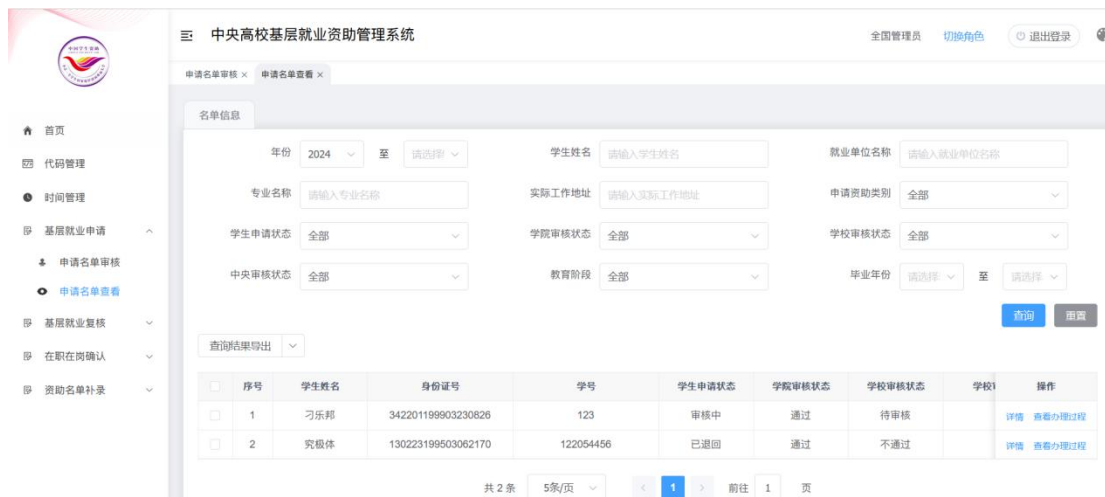 中央高校基层就业资助管理系统
全国管理员 切换角色 退出登录
申请名单审核 × 申请名单查看 ×
名单信息
首页
代码管理
时间管理
基层就业申请
申请名单审核
申请名单查看
基层就业复核
在职在岗确认
资助名单补录
年份 2024 至 请选择 学生姓名 请输入学生姓名 就业单位名称 请输入就业单位名称
专业名称 请输入专业名称 实际工作地址 请输入实际工作地址 申请资助类别 全部
学生申请状态 全部 学院审核状态 全部 学校审核状态 全部
中央审核状态 全部 教育阶段 全部 毕业年份 请选择 至 请选择
查询 重置
查询结果导出
序号 学生姓名 身份证号 学号 学生申请状态 学院审核状态 学校审核状态 学校 操作
1 刁乐邦 342201199903230826 123 审核中 通过 待审核 详情 查看办理过程
2 究极体 130223199503062170 122054456 已退回 通过 不通过 详情 查看办理过程
共 2 条 5条/页 < 1 > 前往 1 页